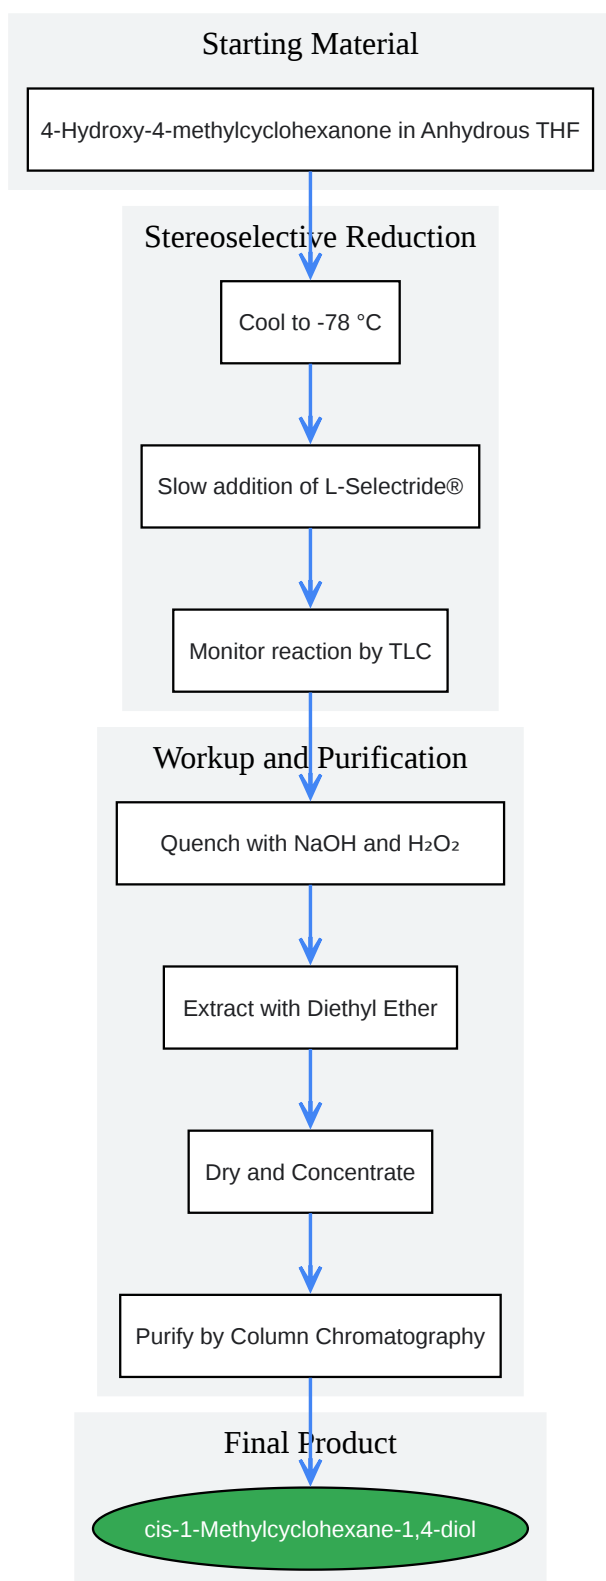 Starting Material
4-Hydroxy-4-methylcyclohexanone in Anhydrous THF
Stereoselective Reduction
Cool to -78 °C
Slow addition of L-Selectride®
Monitor reaction by TLC
Workup and Purification
Quench with NaOH and H₂O₂
Extract with Diethyl Ether
Dry and Concentrate
Purify by Column Chromatography
Final Product
cis-1-Methylcyclohexane-1,4-diol